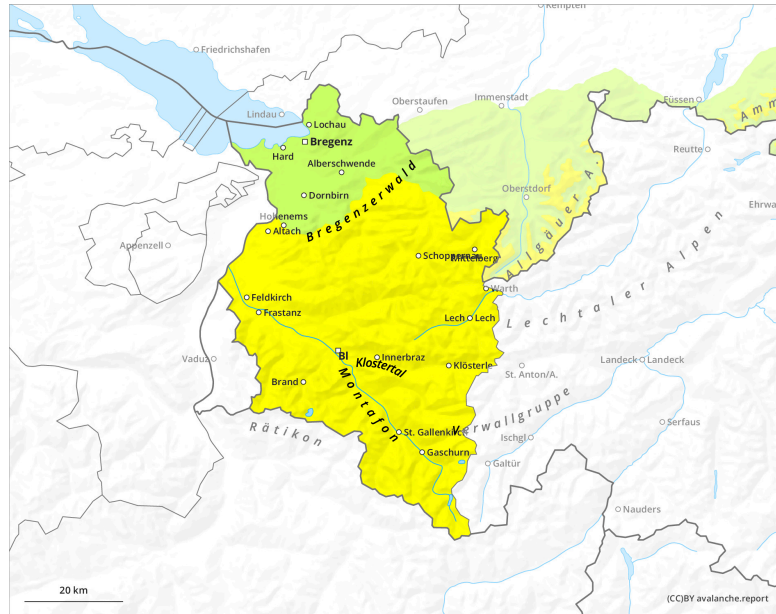 Kempten
Friedrichshafen
Lindau
Oberstaufen
Immenstadt
Füssen
Lochau
Bregenz
Hard
Alberschwende
Reutte
Oberstdorf
Dornbirn
Bregenzerwald
Allgäuer A.
Hohenems
Altach
Appenzell
Schoppernau
Mittelberg
Warth
Lechtaler Alpen
Feldkirch
Frastanz
Lech
Lech
Vaduz
Bl
Innerbraz
Klostertal
Klösterle
St. Anton/A.
Landeck
Landeck
Brand
Montafon
Verwallgruppe
Serfaus
Rätikon
St. Gallenkirch
Ischgl
Gaschurn
Galtür
Nauders
20 km
(CC)BY avalanche.report